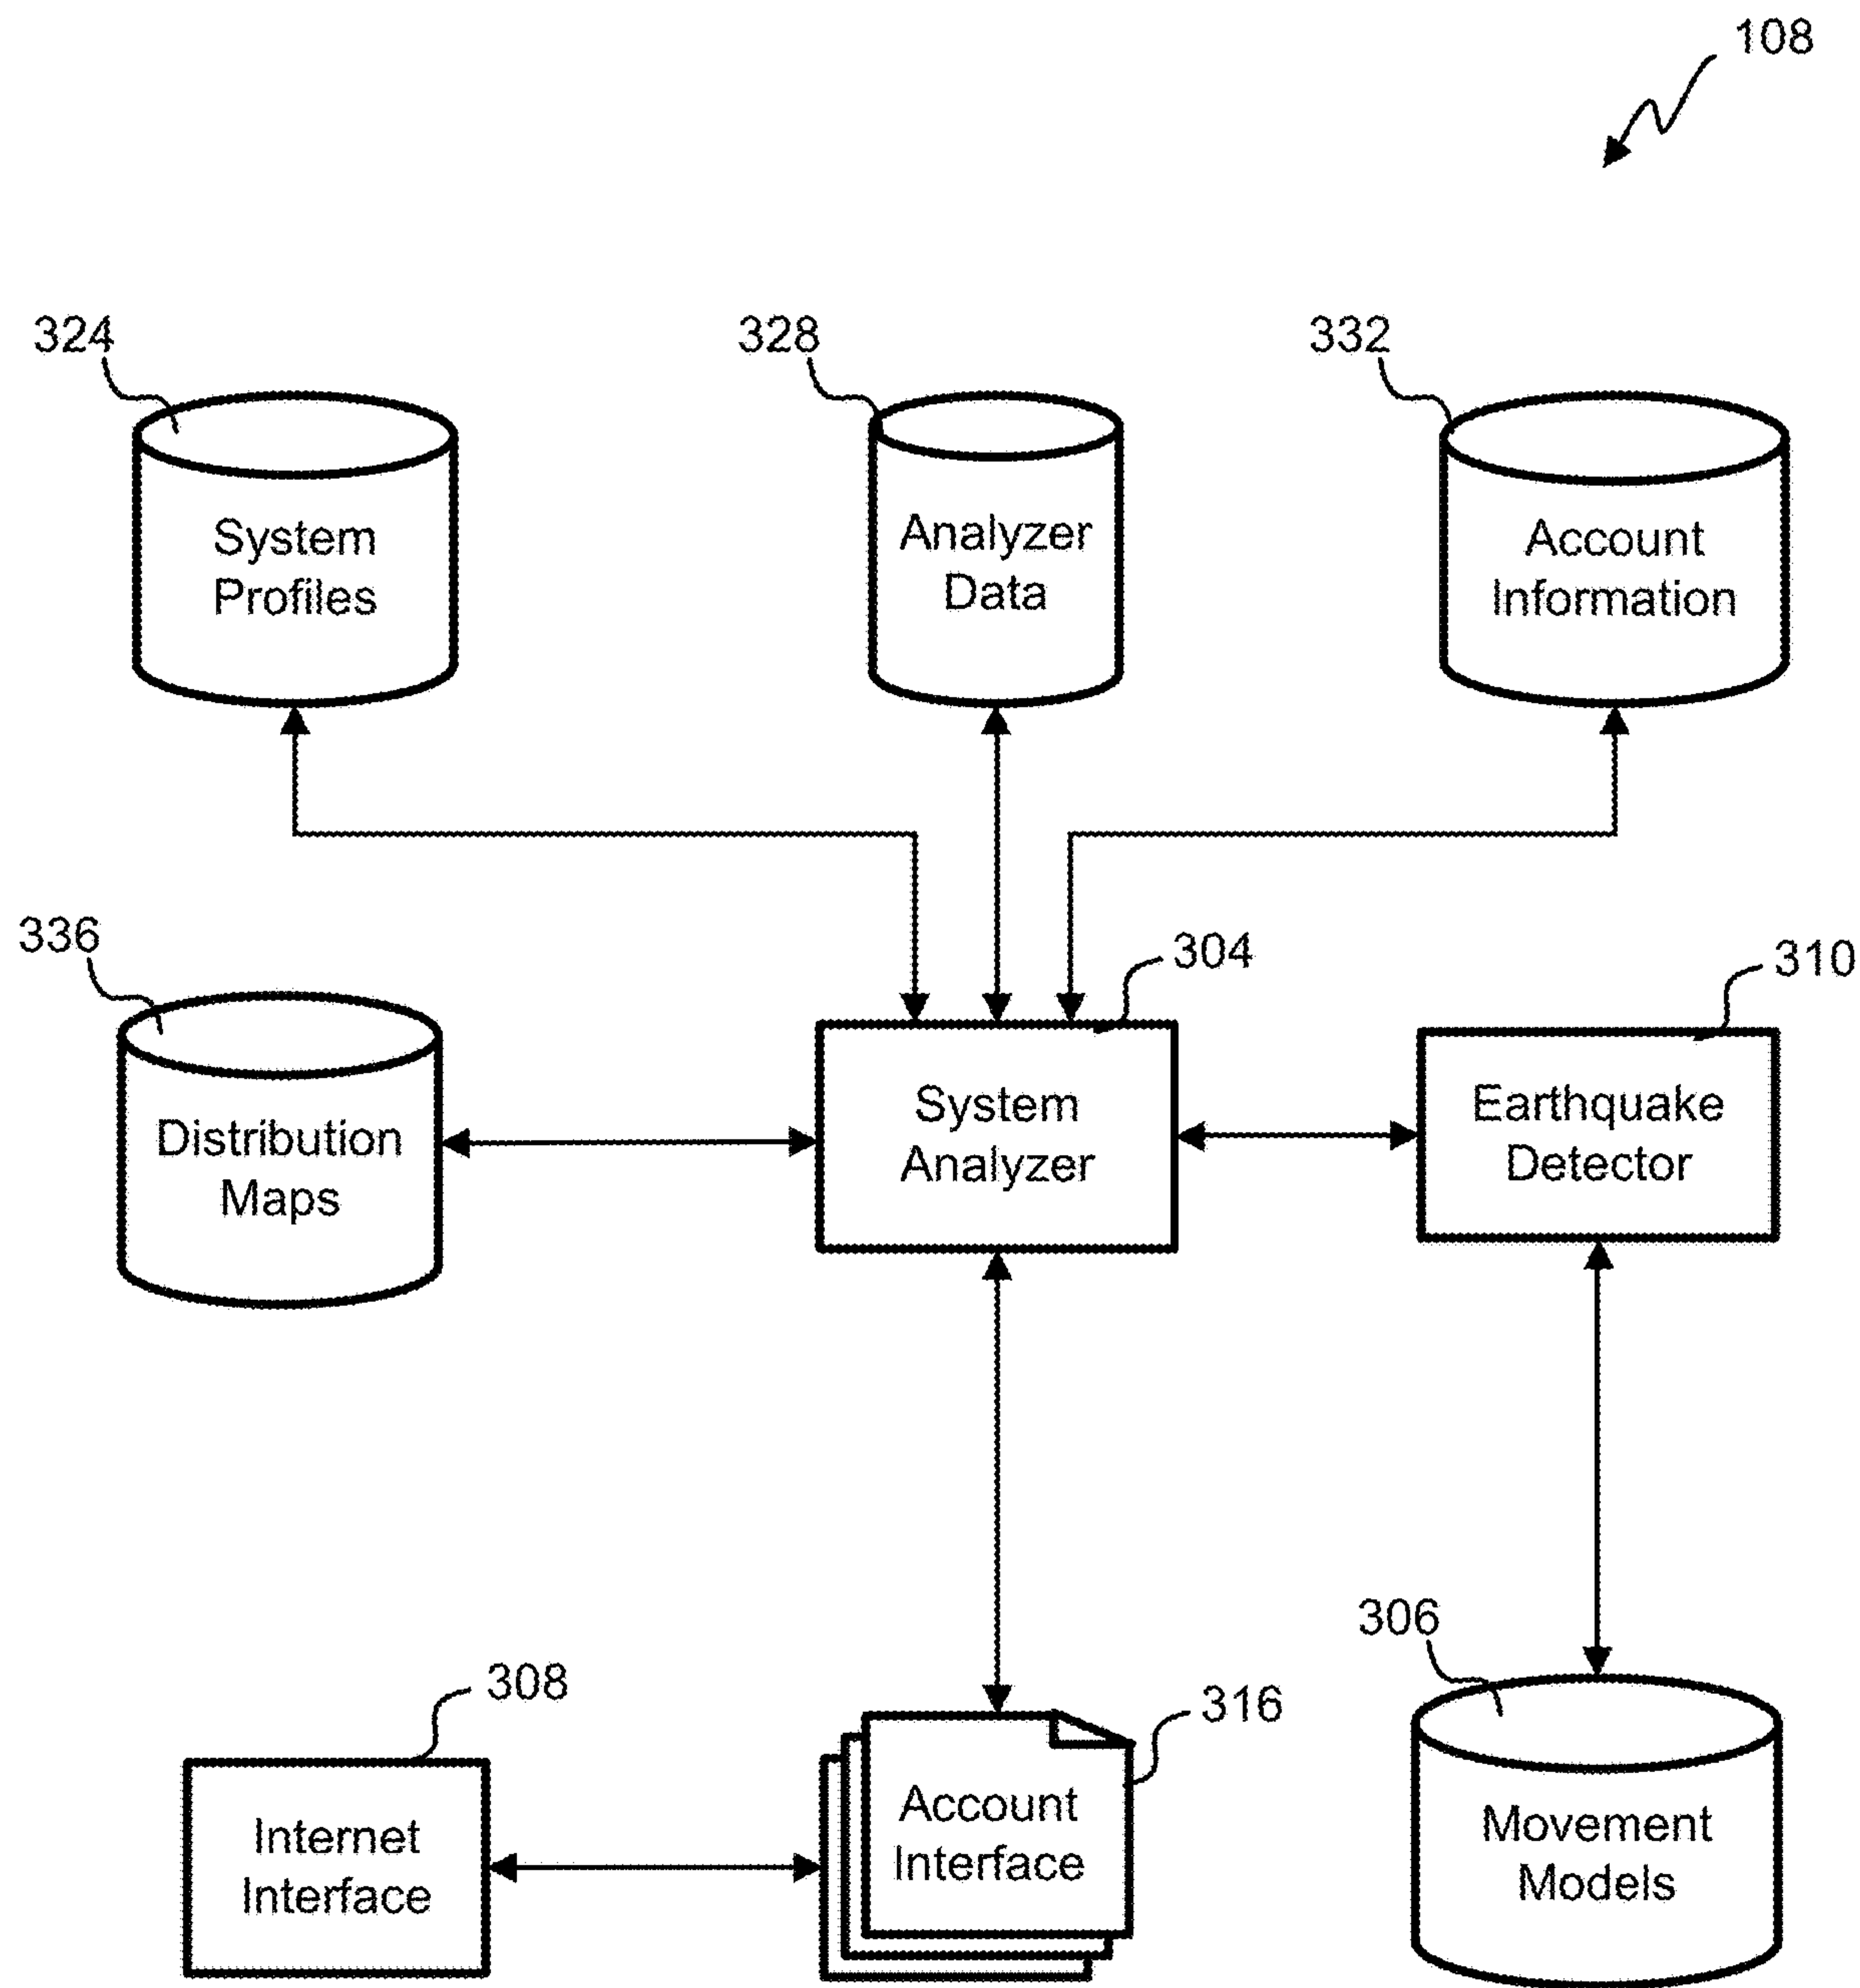 108
324
328
332
System
Profiles
Analyzer
Data
Account
Information
336
304
310
Distribution
Maps
System
Analyzer
Earthquake
Detector
308
316
306
Internet
Interface
Account
Interface
Movement
Models